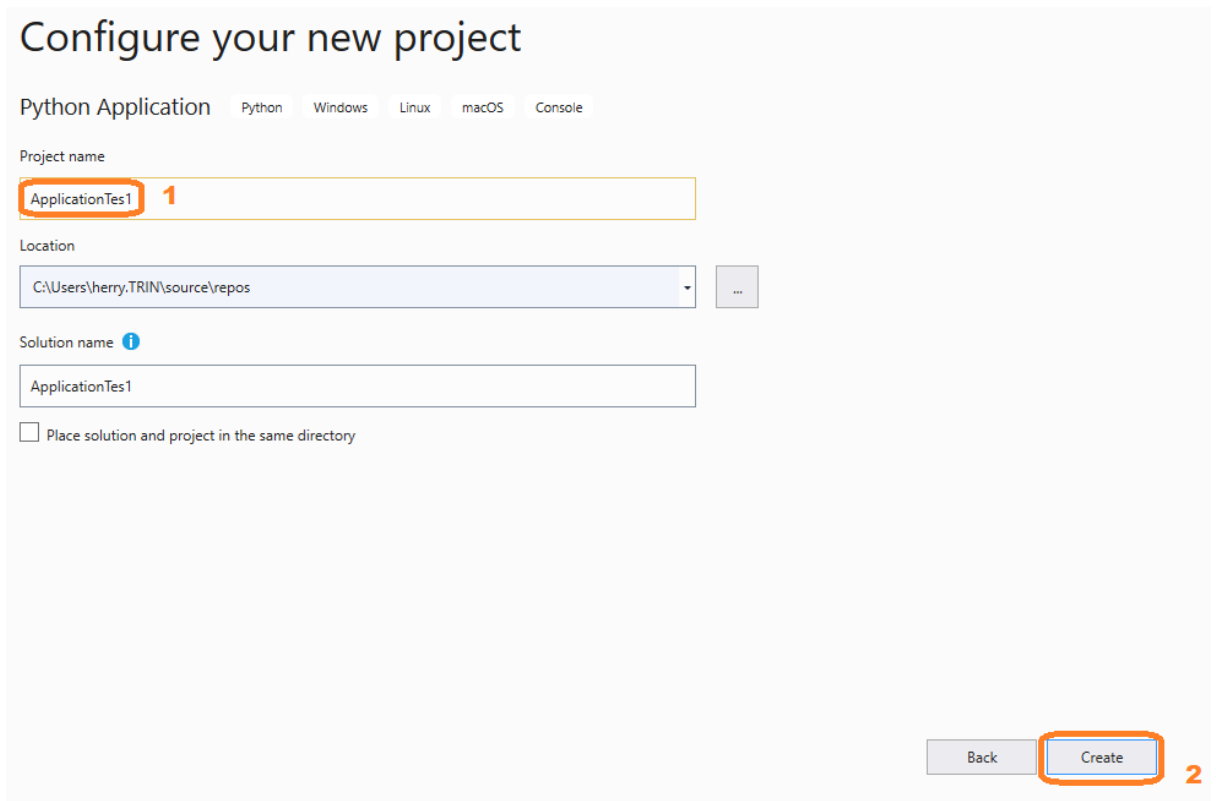 Configure your new project
Python Application Python Windows Linux macOS Console
Project name
ApplicationTes1 1
Location
C:\Users\herry.TRIN\source\repos
...
Solution name i
ApplicationTes1
Place solution and project in the same directory
Back Create 2